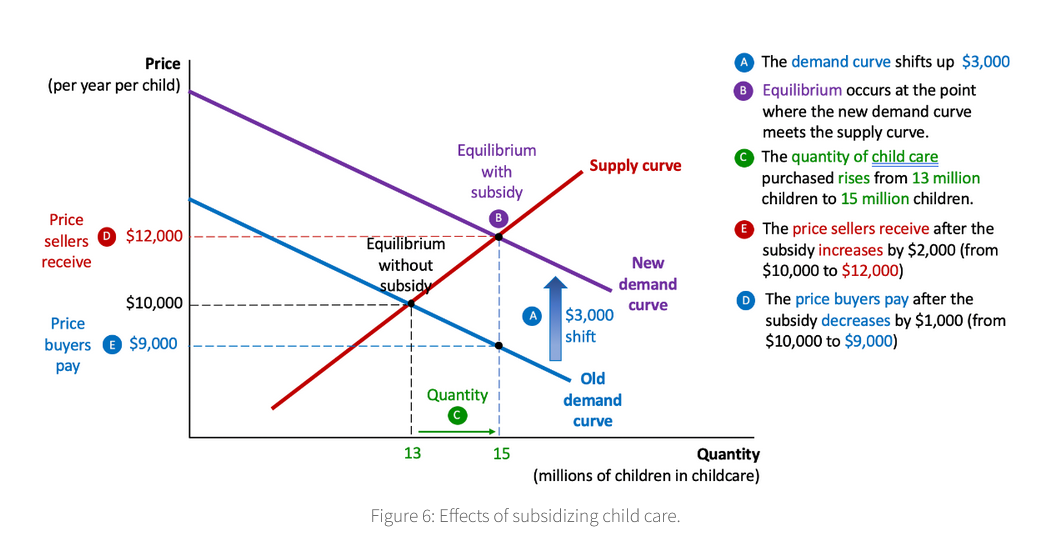 Price
(per year per child)
Equilibrium
with
subsidy
Supply curve
B
Price
sellers
receive
D $12,000
Equilibrium
without
subsidy
New
demand
curve
$10,000
A $3,000
shift
Price
buyers
pay
E $9,000
Old
demand
curve
Quantity
C
13
15
Quantity
(millions of children in childcare)
A The demand curve shifts up $3,000
B Equilibrium occurs at the point
where the new demand curve
meets the supply curve.
C The quantity of child care
purchased rises from 13 million
children to 15 million children.
E The price sellers receive after the
subsidy increases by $2,000 (from
$10,000 to $12,000)
D The price buyers pay after the
subsidy decreases by $1,000 (from
$10,000 to $9,000)
Figure 6: Effects of subsidizing child care.